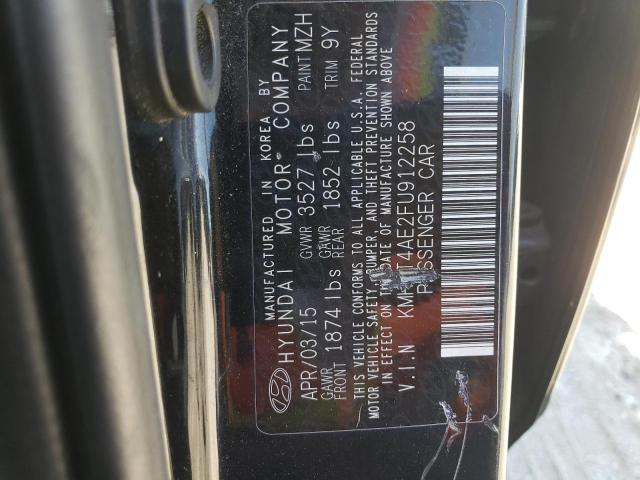 MANUFACTURED IN KOREA BY
HYUNDAI MOTOR COMPANY
APR/03/15 GVWR 3527 lbs PAINT MZH
GAWR FRONT 1874 lbs GAWR REAR 1852 lbs TRIM 9Y
THIS VEHICLE CONFORMS TO ALL APPLICABLE U.S.A. FEDERAL
MOTOR VEHICLE SAFETY, BUMPER, AND THEFT PREVENTION STANDARDS
IN EFFECT ON THE DATE OF MANUFACTURE SHOWN ABOVE
V.I.N
PASSENGER CAR